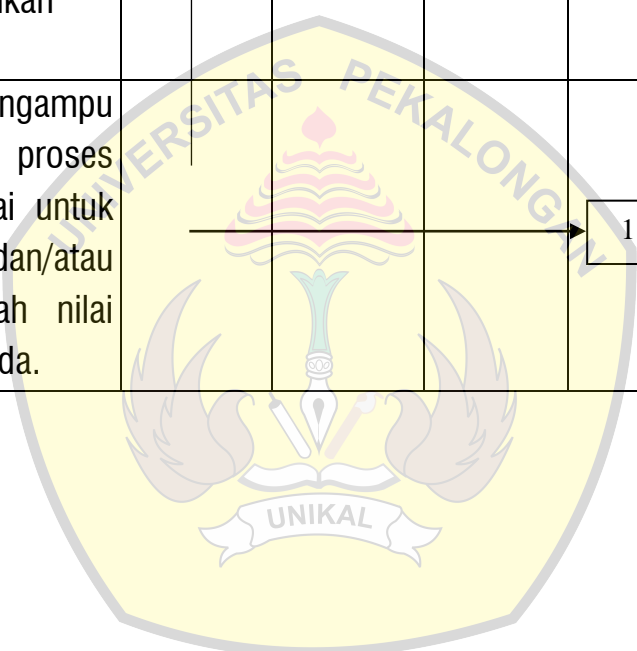 kan
ngampu
proses
ai untuk
dan/atau
ah nilai
da.
1
UNIVERSITAS PEKALONGAN
UNIKAL